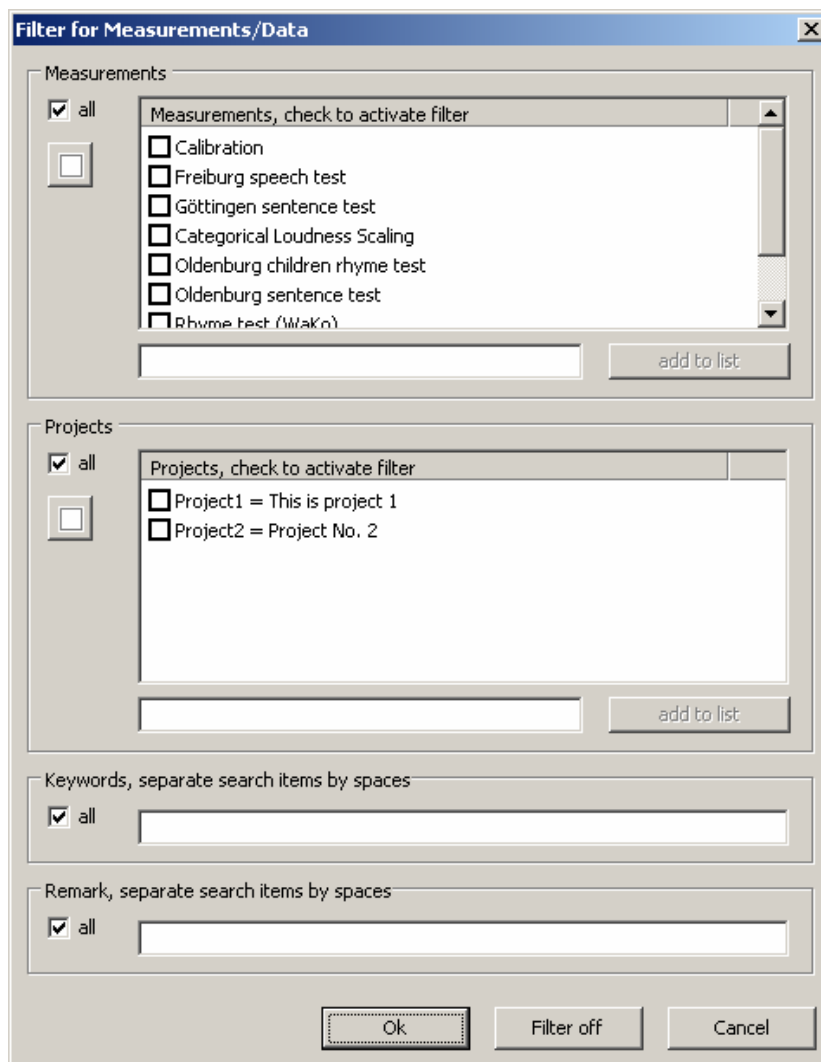 Filter for Measurements/Data
Measurements
all
Measurements, check to activate filter
Calibration
Freiburg speech test
Göttingen sentence test
Categorical Loudness Scaling
Oldenburg children rhyme test
Oldenburg sentence test
Rhyme test (WaKo)
add to list
Projects
all
Projects, check to activate filter
Project1 = This is project 1
Project2 = Project No. 2
add to list
Keywords, separate search items by spaces
all
Remark, separate search items by spaces
all
Ok Filter off Cancel